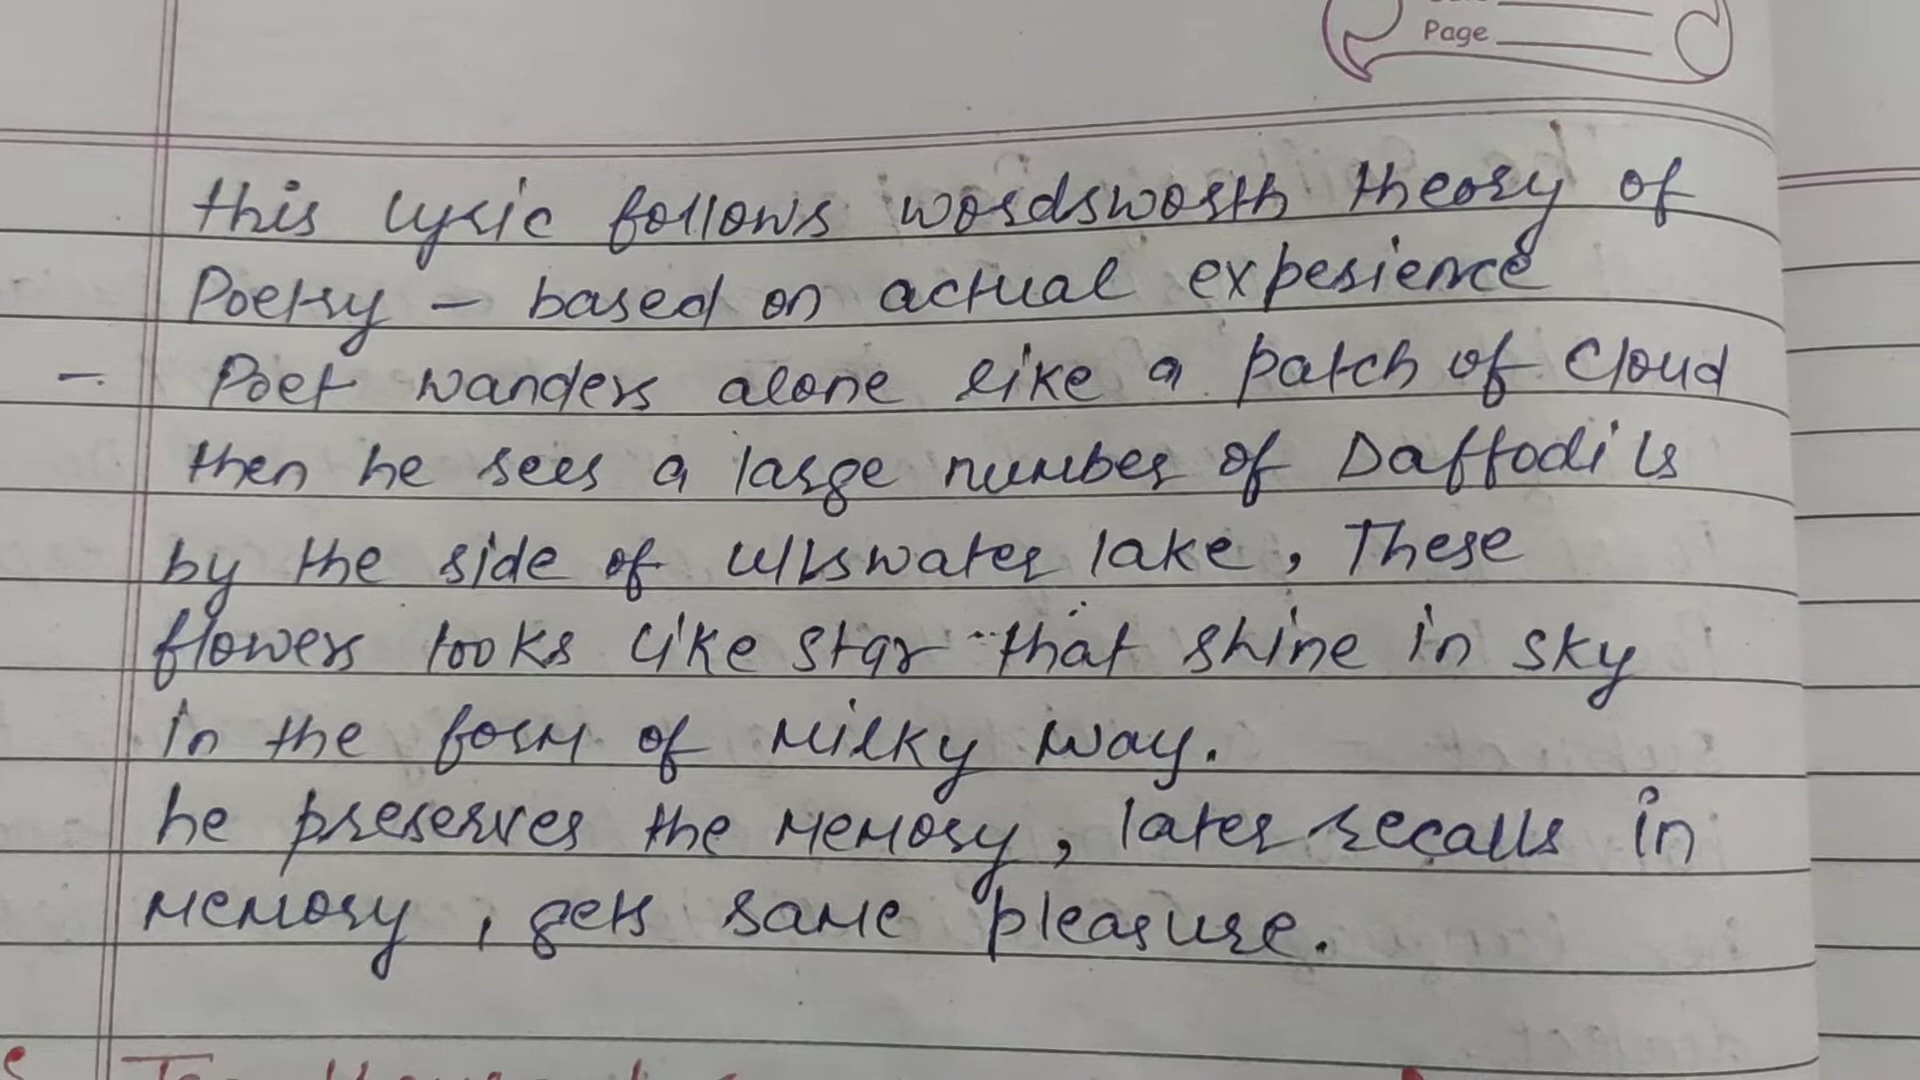 Page
this lyric follows wordsworth theory of
Poetry - based on actual experience
- Poet wanders alone like a patch of cloud
then he sees a large number of Daffodils
by the side of Ullswater lake, These
flowers looks like star that shine in sky
in the form of Milky Way.
he preserves the memory, later recalls in
memory, gets same pleasure.